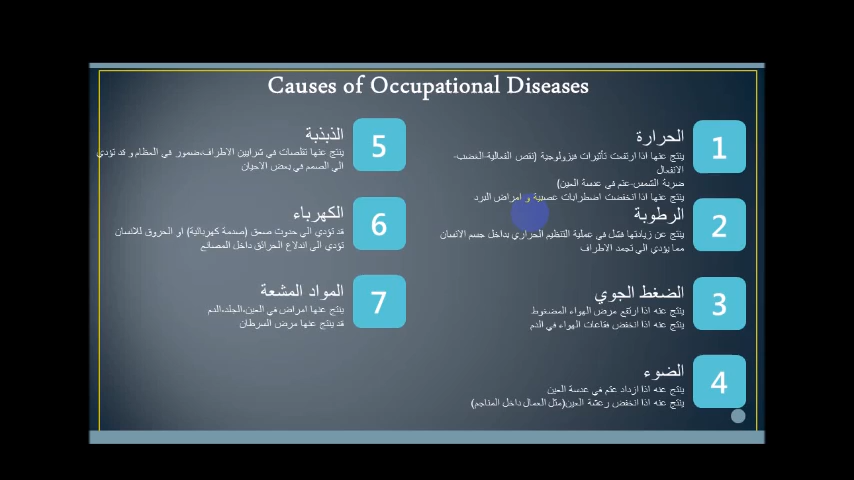 Causes of Occupational Diseases
1
الحرارة
ينتج عنها اذا ارتفعت تأثيرات فيزولوجية (نقص الفعالية-الغضب-
الانفعال
ضربة الشمس-عتم في عدسة العين)
ينتج عنها اذا انخفضت اضطرابات عصبية و امراض البرد
2
الرطوبة
ينتج عن زيادتها فشل في عملية التنظيم الحراري بداخل جسم الانسان
مما يؤدي الي تجمد الاطراف
3
الضغط الجوي
ينتج عنه اذا ارتفع مرض الهواء المضغوط
ينتج عنه اذا انخفض فقاعات الهواء في الدم
4
الضوء
ينتج عنه اذا ازداد عتم في عدسة العين
ينتج عنه اذا انخفض رعشة العين(مثل العمال داخل المناجم)
5
الذبذبة
ينتج عنها تقلصات في شرايين الاطراف،ضمور في العظام و قد تؤدي
الي الصمم في بعض الاحيان
6
الكهرباء
قد تؤدي الي حدوث صعق (صدمة كهربائية) او الحروق للانسان
تؤدي الي اندلاع الحرائق داخل المصانع
7
المواد المشعة
ينتج عنها امراض في العين،الجلد،الدم
قد ينتج عنها مرض السرطان